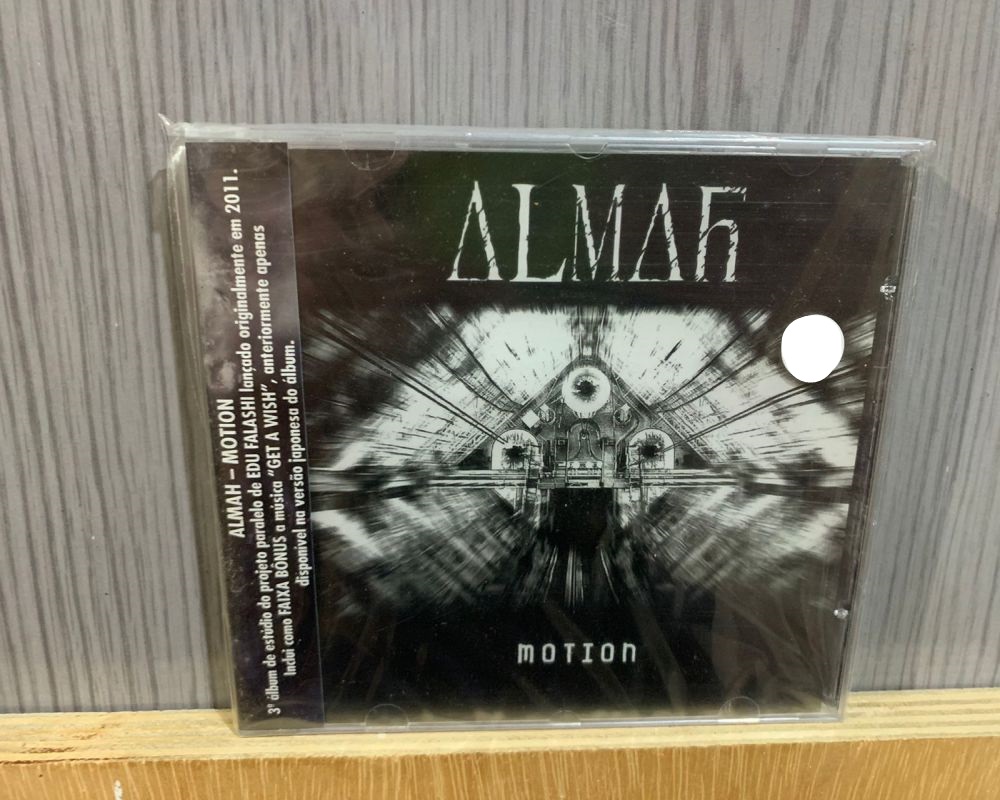 ALMAH – MOTION
3º álbum de estúdio do projeto paralelo de EDU FALASHI lançado originalmente em 2011.
Inclui como FAIXA BÔNUS a música "GET A WISH", anteriormente apenas
disponível na versão japonesa do álbum.
ALMAH
MOTION